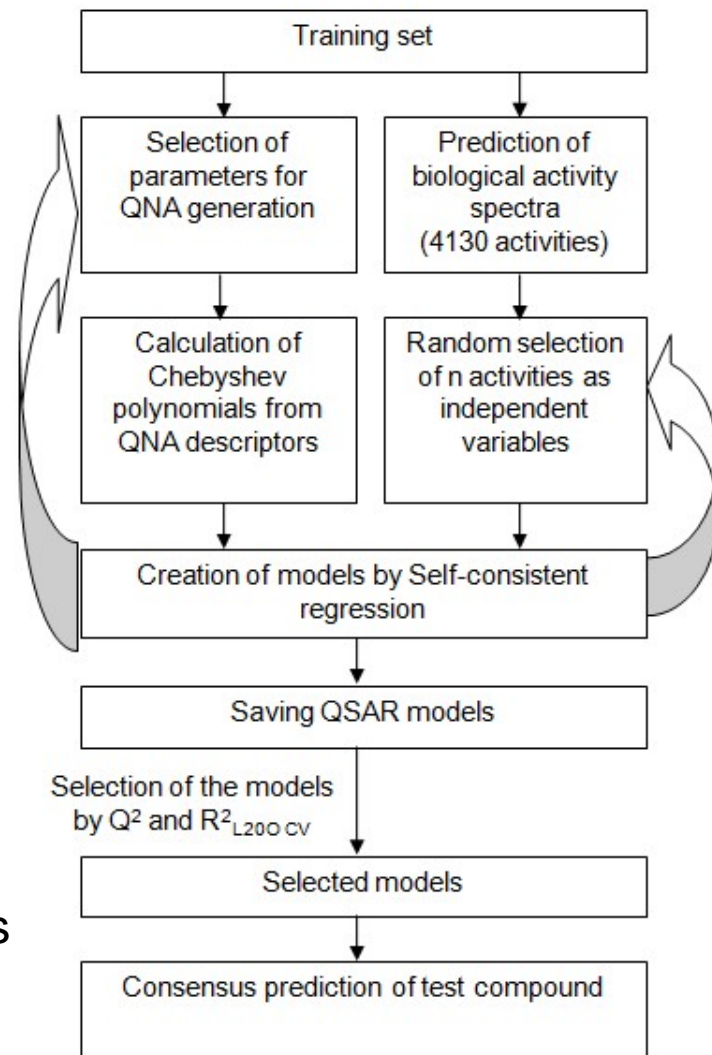 Training set
Selection of
parameters for
QNA generation
Prediction of
biological activity
spectra
(4130 activities)
Calculation of
Chebyshev
polynomials from
QNA descriptors
Random selection
of n activities as
independent
variables
Creation of models by Self-consistent
regression
Saving QSAR models
Selection of the models
by Q² and R²L20O CV
Selected models
s
Consensus prediction of test compound